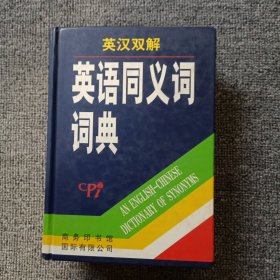 英汉双解
英语同义词
词典
CPi
AN ENGLISH-CHINESE
DICTIONARY OF SYNONYMS
商务印书馆
国际有限公司